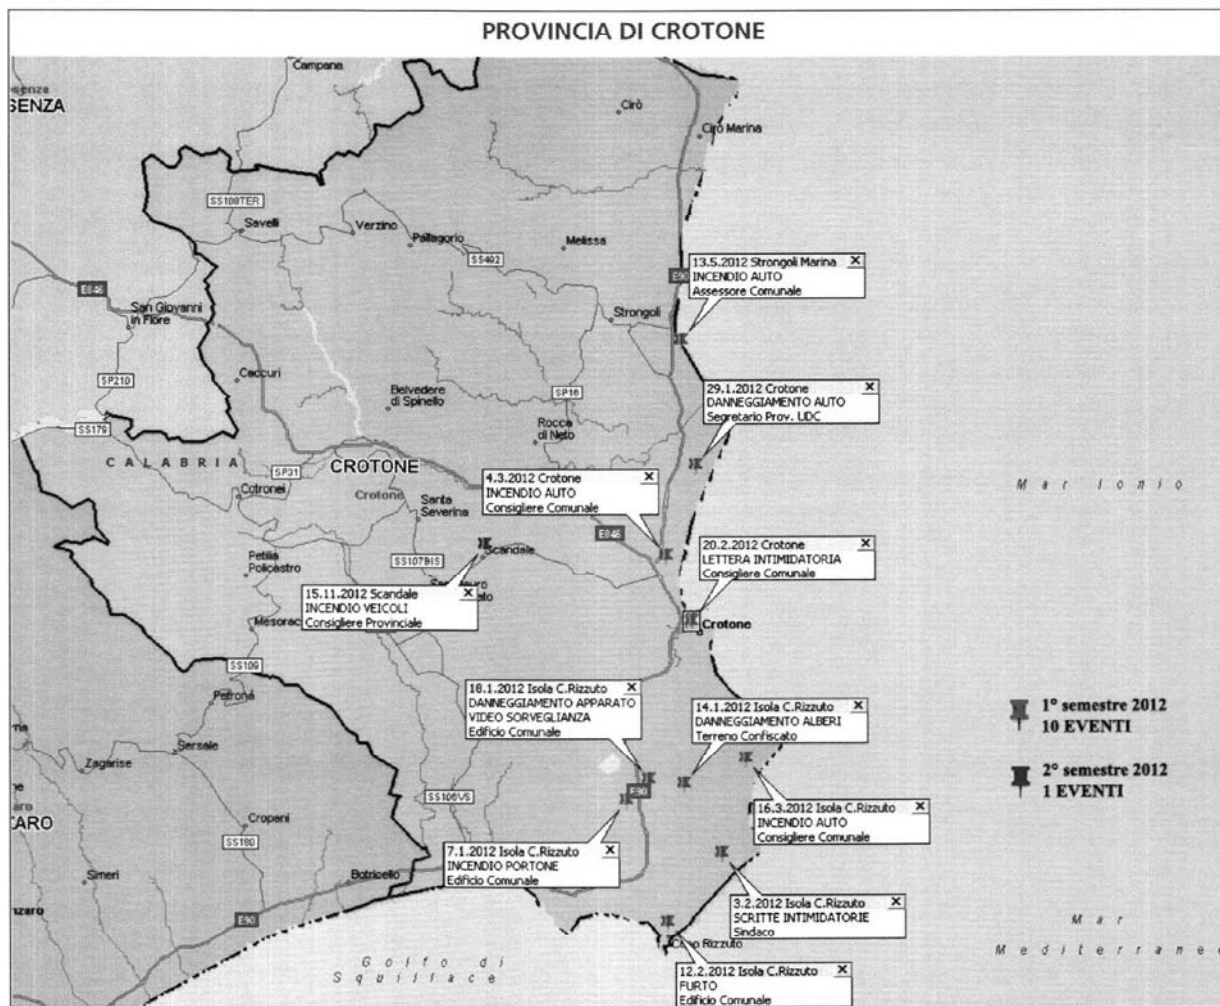 PROVINCIA DI CROTONE
Campana
SENZA
Cirò
Cirò Marina
SS108TER
Savelli
Verzino
Pallagorio
Melissa
SS492
13.5.2012 Strongoli Marina
INCENDIO AUTO
Assessore Comunale
E90
E846
San Giovanni
in Fiore
Strongoli
SP210
Caccuri
Belvedere
di Spinello
SP16
29.1.2012 Crotone
DANNEGGIAMENTO AUTO
Segretario Prov. UDC
SS179
Rocca
di Neto
CALABRIA
SP31
CROTONE
Crotone
Cotronei
Santa
Severina
4.3.2012 Crotone
INCENDIO AUTO
Consigliere Comunale
Mar Ionio
E846
Petilia
Policastro
SS107BIS
Scandale
20.2.2012 Crotone
LETTERA INTIMIDATORIA
Consigliere Comunale
15.11.2012 Scandale
INCENDIO VEICOLI
Consigliere Provinciale
Mesorac
Crotone
SS109
Petronà
18.1.2012 Isola C.Rizzuto
DANNEGGIAMENTO APPARATO
VIDEO SORVEGLIANZA
Edificio Comunale
14.1.2012 Isola C.Rizzuto
DANNEGGIAMENTO ALBERI
Terreno Confiscato
1° semestre 2012
10 EVENTI
2° semestre 2012
1 EVENTI
Sersale
Zagarise
SS106VS
E90
16.3.2012 Isola C.Rizzuto
INCENDIO AUTO
Consigliere Comunale
ZARO
Cropani
SS180
7.1.2012 Isola C.Rizzuto
INCENDIO PORTONE
Edificio Comunale
Simeri
Botricello
3.2.2012 Isola C.Rizzuto
SCRITTE INTIMIDATORIE
Sindaco
nzaro
E90
Capo Rizzuto
Mar
Mediterraneo
Golfo di
Squillace
12.2.2012 Isola C.Rizzuto
FURTO
Edificio Comunale